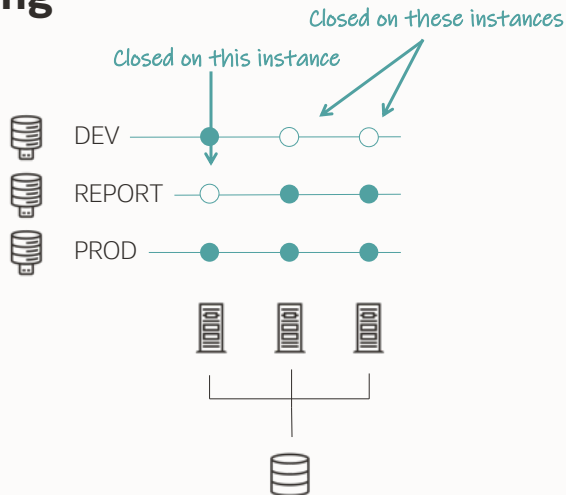 ng
Closed on these instances
Closed on this instance
DEV
REPORT
PROD